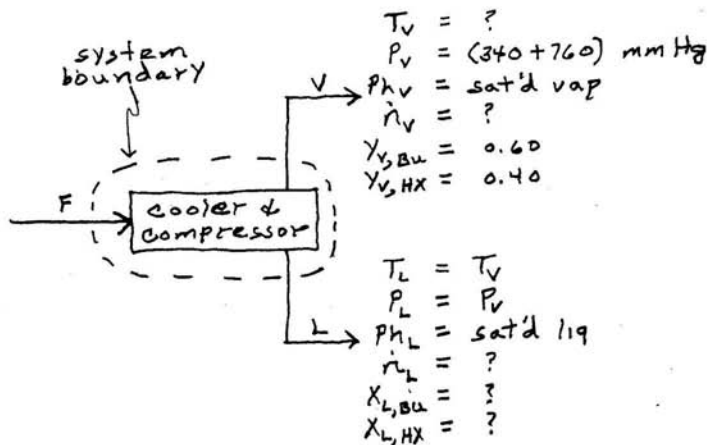 system
boundary
F
cooler &
compressor
V
T_V = ?
P_V = (340+760) mm Hg
Ph_V = sat'd vap
ṅ_V = ?
Y_V,Bu = 0.60
Y_V,HX = 0.40
L
T_L = T_V
P_L = P_V
Ph_L = sat'd liq
ṅ_L = ?
X_L,Bu = ?
X_L,HX = ?